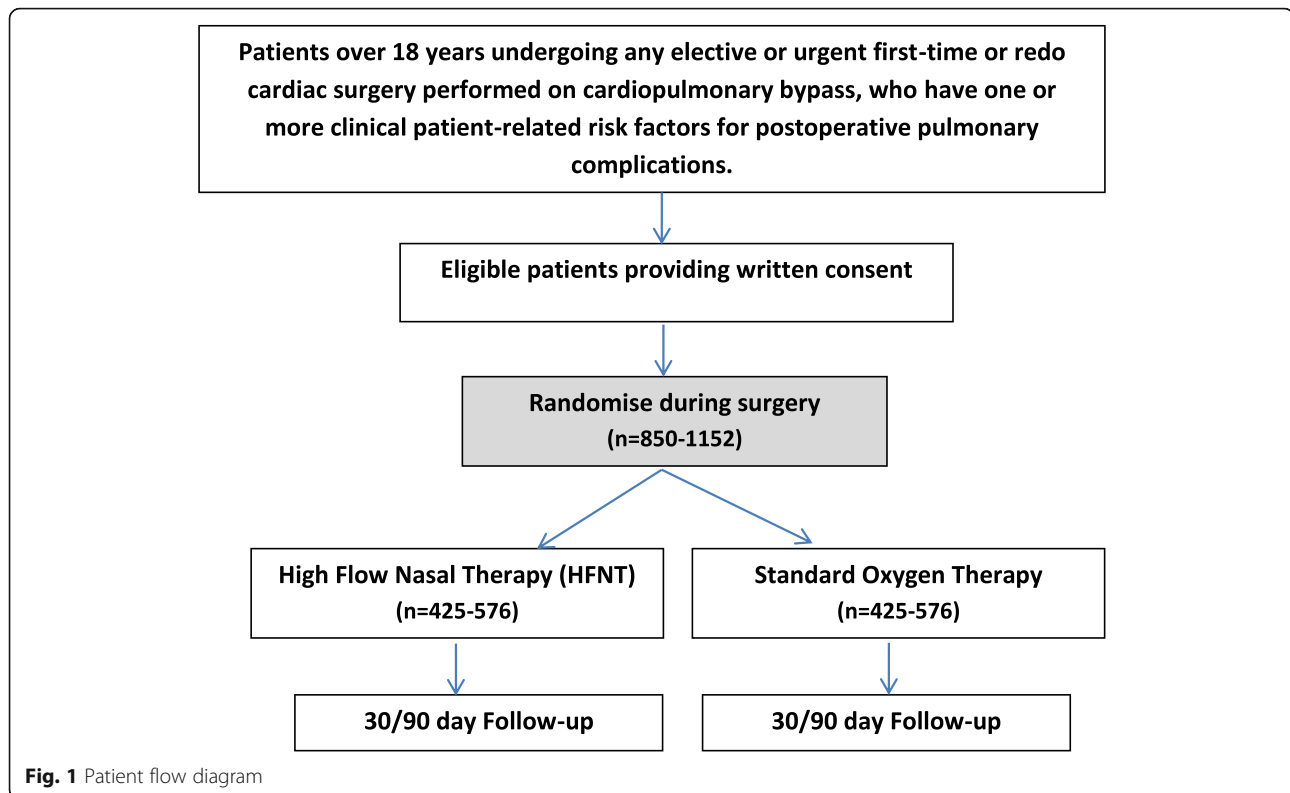 Patients over 18 years undergoing any elective or urgent first-time or redo
cardiac surgery performed on cardiopulmonary bypass, who have one or
more clinical patient-related risk factors for postoperative pulmonary
complications.
Eligible patients providing written consent
Randomise during surgery
(n=850-1152)
High Flow Nasal Therapy (HFNT)
(n=425-576)
Standard Oxygen Therapy
(n=425-576)
30/90 day Follow-up
30/90 day Follow-up
Fig. 1 Patient flow diagram